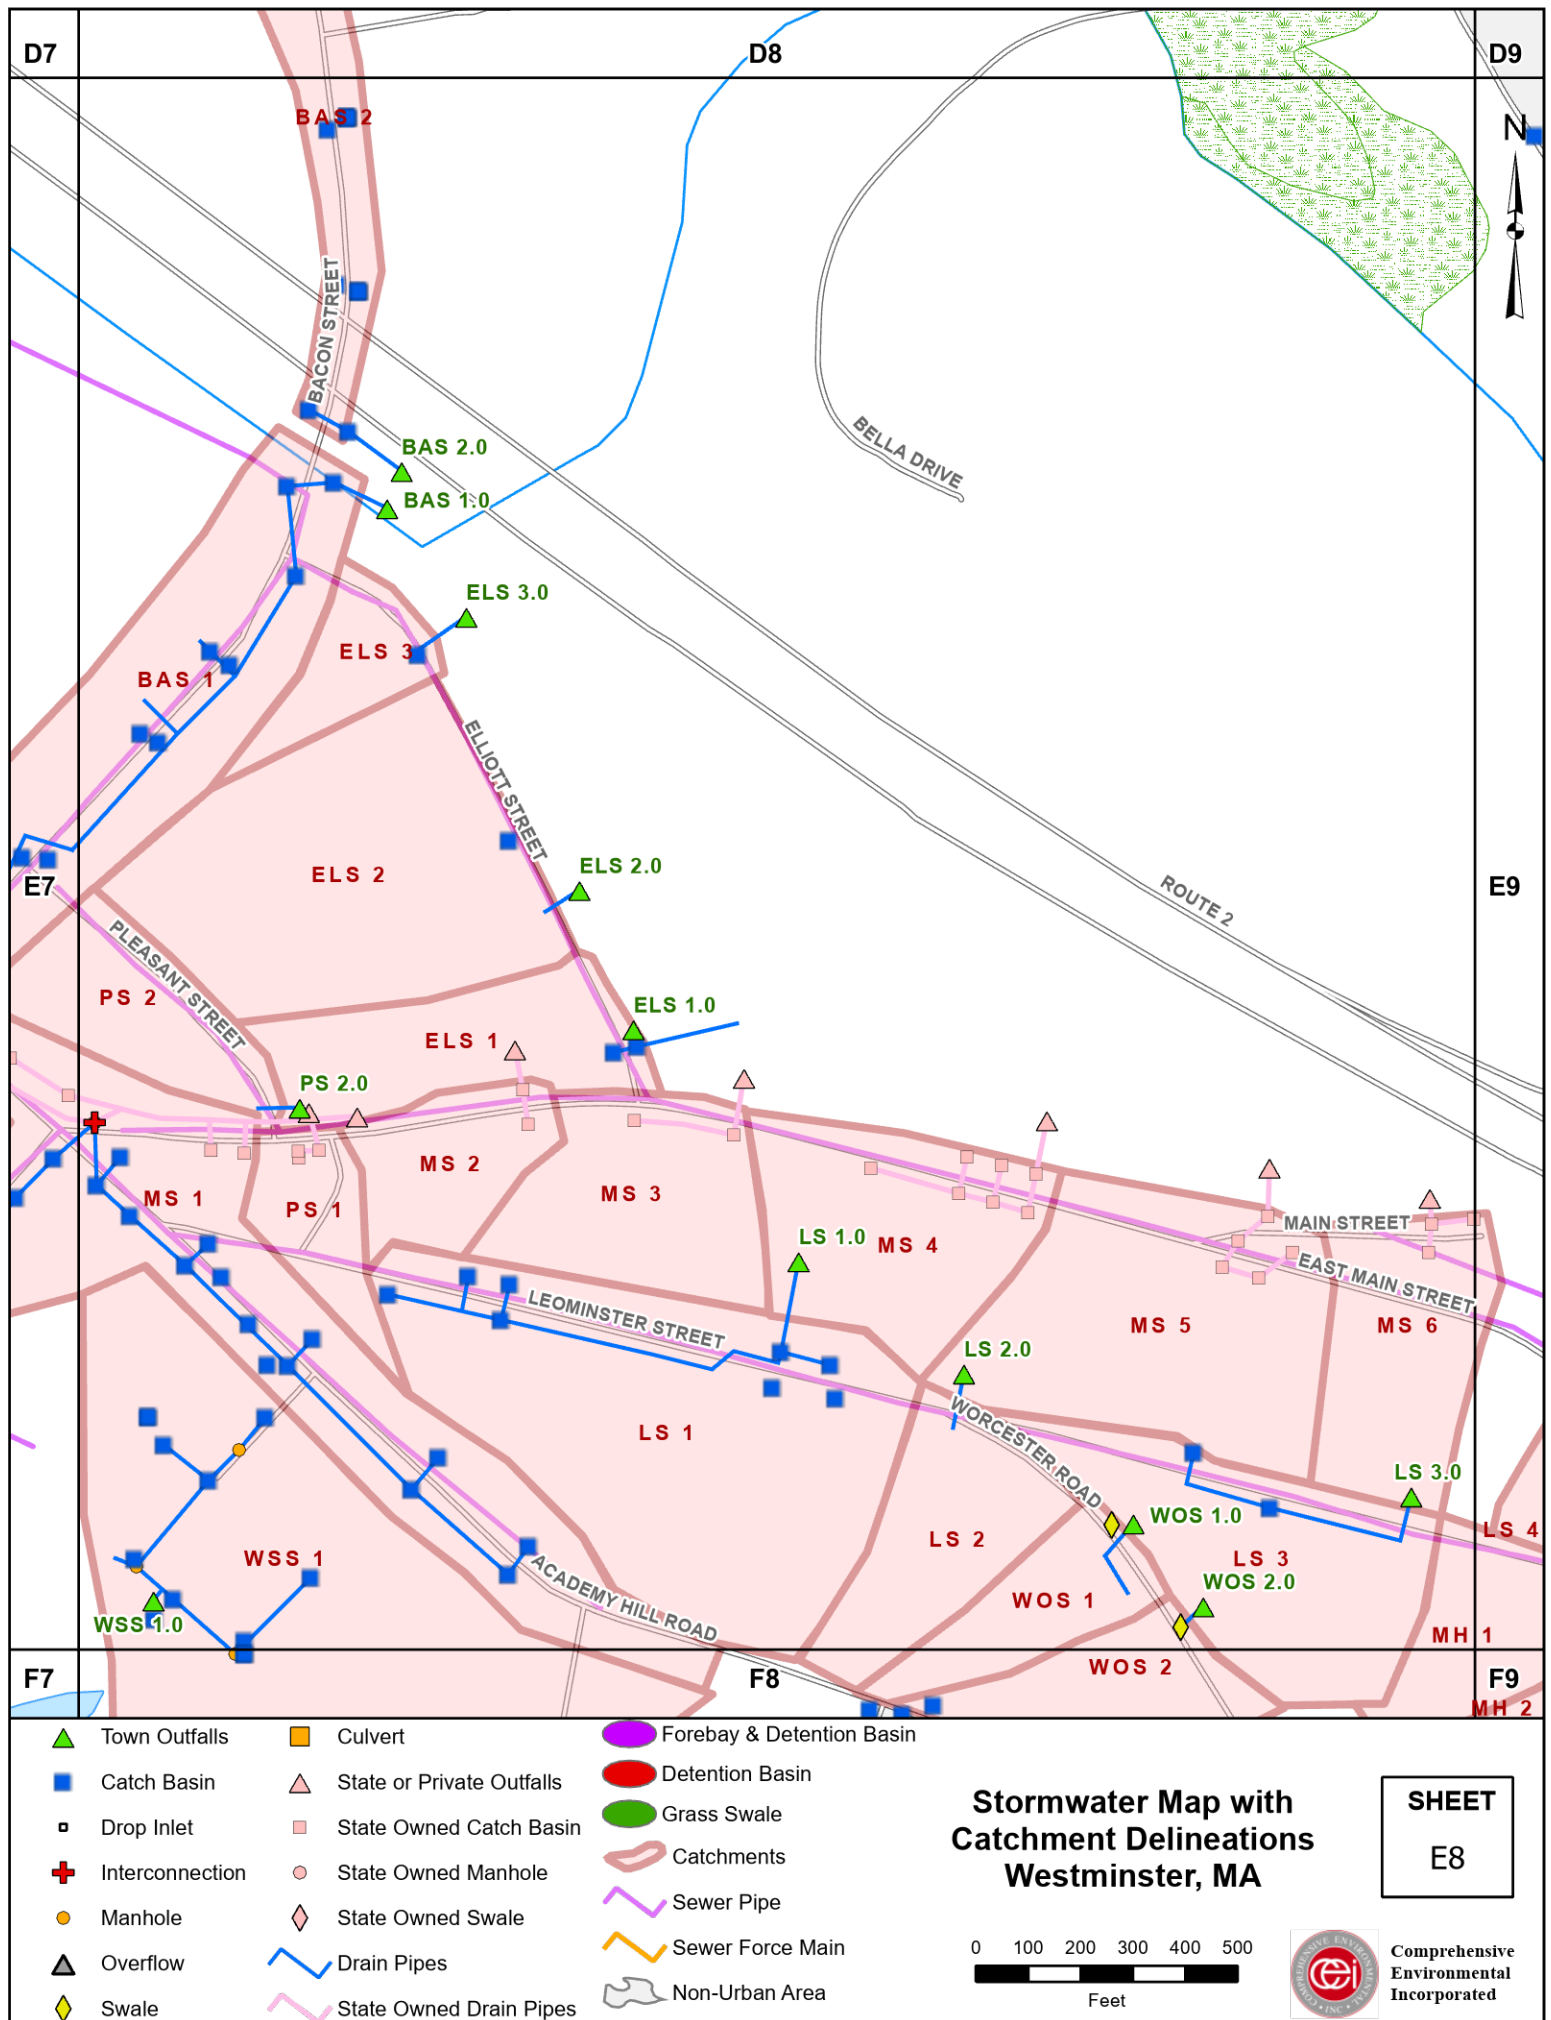 D7
D8
D9
N
BAS 2
BACON STREET
BELLA DRIVE
BAS 2.0
BAS 1.0
ELS 3.0
ELS 3
BAS 1
ELLIOTT STREET
ELS 2
ELS 2.0
E7
ROUTE 2
E9
PLEASANT STREET
PS 2
ELS 1.0
ELS 1
PS 2.0
MS 2
MS 1
PS 1
MS 3
LS 1.0
MS 4
MAIN STREET
EAST MAIN STREET
LEOMINSTER STREET
MS 5
MS 6
LS 2.0
LS 1
WORCESTER ROAD
LS 3.0
WOS 1.0
LS 4
LS 2
WSS 1
LS 3
WOS 2.0
WOS 1
ACADEMY HILL ROAD
WSS 1.0
MH 1
WOS 2
F7
F8
F9
MH 2
Town Outfalls
Catch Basin
Drop Inlet
Interconnection
Manhole
Overflow
Swale
Culvert
State or Private Outfalls
State Owned Catch Basin
State Owned Manhole
State Owned Swale
Drain Pipes
State Owned Drain Pipes
Forebay & Detention Basin
Detention Basin
Grass Swale
Catchments
Sewer Pipe
Sewer Force Main
Non-Urban Area
Stormwater Map with
Catchment Delineations
Westminster, MA
0 100 200 300 400 500
Feet
SHEET
E8
COMPREHENSIVE ENVIRONMENTAL
• INC •
cei
Comprehensive
Environmental
Incorporated